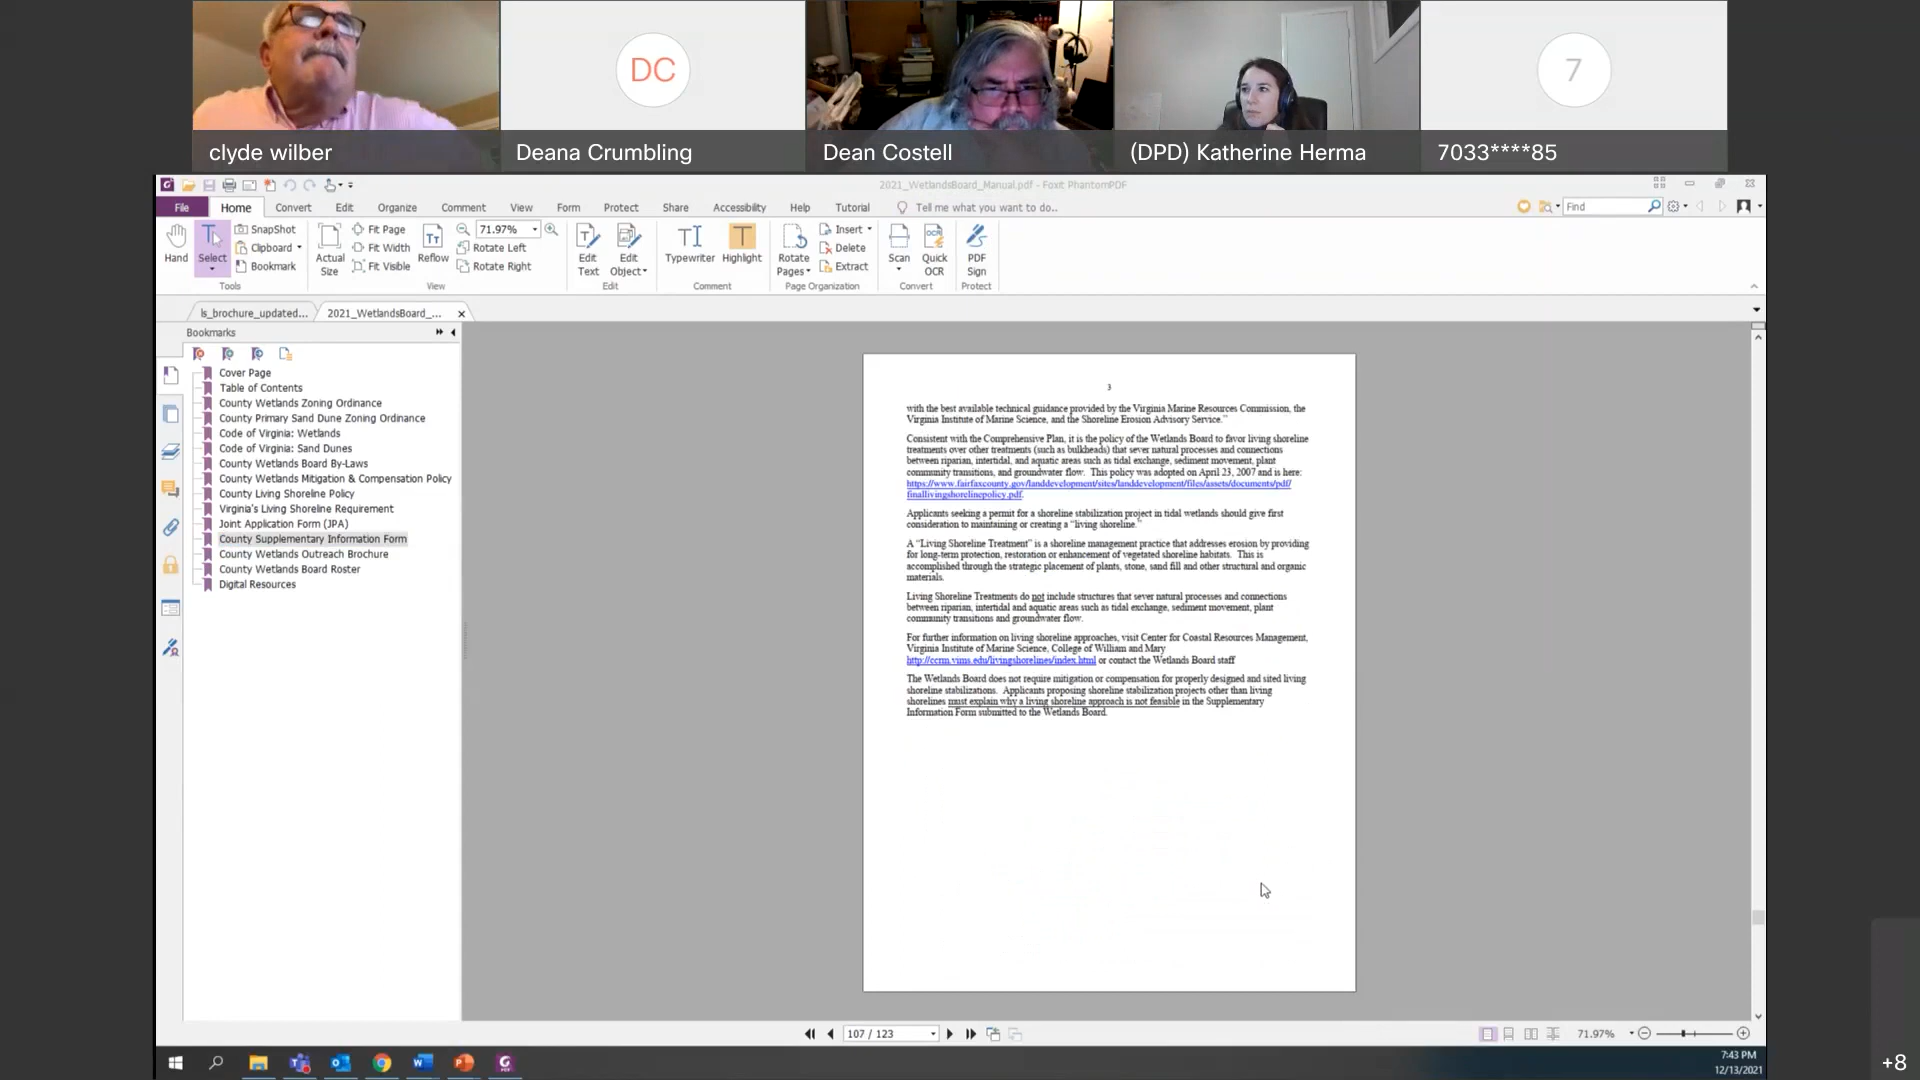 DC
7
clyde wilber
Deana Crumbling
Dean Costell
(DPD) Katherine Herma
7033****85
2021_WetlandsBoard_Manual.pdf - Foxit PhantomPDF
File Home Convert Edit Organize Comment View Form Protect Share Accessibility Help Tutorial Tell me what you want to do.. Find
Hand
Select
SnapShot
Clipboard
Bookmark
Tools
Actual Size
Fit Page
Fit Width
Fit Visible
Reflow
71.97%
Rotate Left
Rotate Right
View
Edit Text
Edit Object
Edit
Typewriter
Highlight
Comment
Rotate Pages
Insert
Delete
Extract
Page Organization
Scan
Quick OCR
Convert
PDF Sign
Protect
ls_brochure_updated...
2021_WetlandsBoard_...
Bookmarks
Cover Page
Table of Contents
County Wetlands Zoning Ordinance
County Primary Sand Dune Zoning Ordinance
Code of Virginia: Wetlands
Code of Virginia: Sand Dunes
County Wetlands Board By-Laws
County Wetlands Mitigation & Compensation Policy
County Living Shoreline Policy
Virginia's Living Shoreline Requirement
Joint Application Form (JPA)
County Supplementary Information Form
County Wetlands Outreach Brochure
County Wetlands Board Roster
Digital Resources
3
with the best available technical guidance provided by the Virginia Marine Resources Commission, the
Virginia Institute of Marine Science, and the Shoreline Erosion Advisory Service."
Consistent with the Comprehensive Plan, it is the policy of the Wetlands Board to favor living shoreline
treatments over other treatments (such as bulkheads) that sever natural processes and connections
between riparian, intertidal, and aquatic areas such as tidal exchange, sediment movement, plant
community transitions, and groundwater flow. This policy was adopted on April 23, 2007 and is here:
https://www.fairfaxcounty.gov/landdevelopment/sites/landdevelopment/files/assets/documents/pdf/
finallivingshorelinepolicy.pdf.
Applicants seeking a permit for a shoreline stabilization project in tidal wetlands should give first
consideration to maintaining or creating a “living shoreline.”
A “Living Shoreline Treatment” is a shoreline management practice that addresses erosion by providing
for long-term protection, restoration or enhancement of vegetated shoreline habitats. This is
accomplished through the strategic placement of plants, stone, sand fill and other structural and organic
materials.
Living Shoreline Treatments do not include structures that sever natural processes and connections
between riparian, intertidal and aquatic areas such as tidal exchange, sediment movement, plant
community transitions and groundwater flow.
For further information on living shoreline approaches, visit Center for Coastal Resources Management,
Virginia Institute of Marine Science, College of William and Mary
http://ccrm.vims.edu/livingshorelines/index.html or contact the Wetlands Board staff
The Wetlands Board does not require mitigation or compensation for properly designed and sited living
shoreline stabilizations. Applicants proposing shoreline stabilization projects other than living
shorelines must explain why a living shoreline approach is not feasible in the Supplementary
Information Form submitted to the Wetlands Board.
107 / 123
71.97%
7:43 PM
12/13/2021
+8